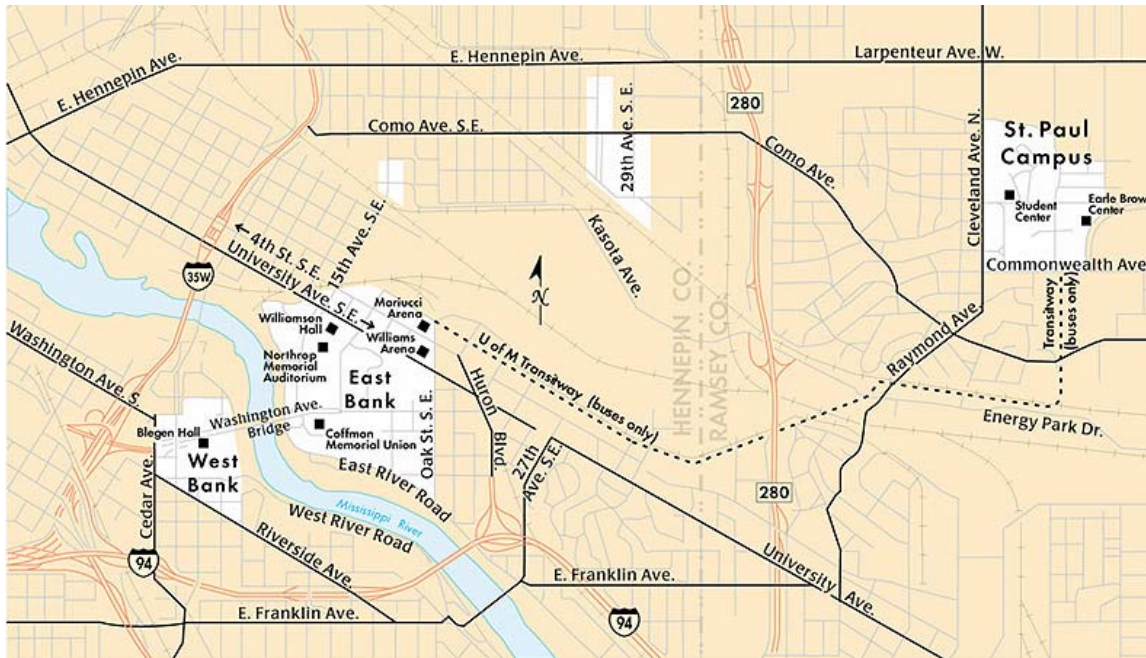 E. Hennepin Ave.
E. Hennepin Ave.
Larpenteur Ave. W.
280
Como Ave. S.E.
29th Ave. S. E.
Como Ave.
Cleveland Ave. N.
St. Paul
Campus
Student
Center
Earle Brow
Center
Commonwealth Ave
Kasota Ave.
← 4th St. S.E.
University Ave. S.E. →
15th Ave. S.E.
35W
N
Mariucci
Arena
Williams
Arena
Williamson
Hall
Northrop
Memorial
Auditorium
East
Bank
Washington Ave. S.
Washington Ave.
Bridge
Blegen Hall
West
Bank
Coffman
Memorial Union
Oak St. S.E.
Huron
Blvd.
27th
Ave. S.E.
U of M Transitway (buses only)
HENNEPIN CO.
RAMSEY CO.
Raymond Ave.
Transitway
(buses only)
Energy Park Dr.
280
East River Road
Mississippi River
West River Road
Cedar Ave.
94
Riverside Ave.
E. Franklin Ave.
E. Franklin Ave.
94
University Ave.